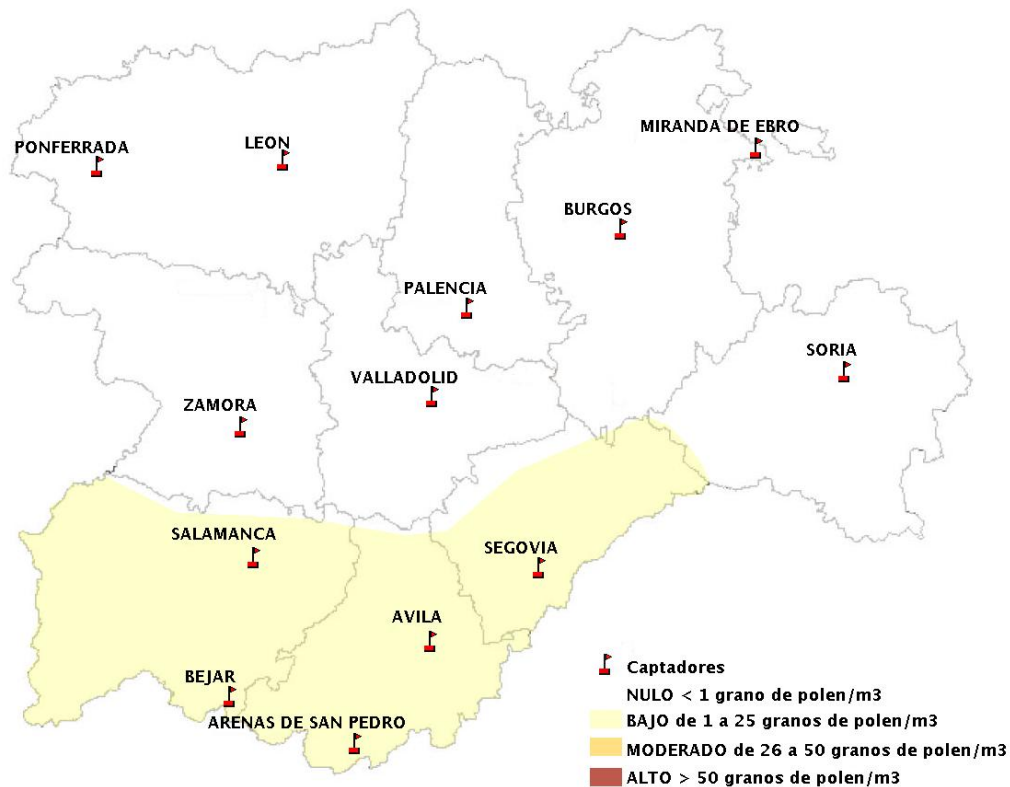 MIRANDA DE EBRO
PONFERRADA
LEON
BURGOS
PALENCIA
SORIA
VALLADOLID
ZAMORA
SALAMANCA
SEGOVIA
AVILA
BEJAR
ARENAS DE SAN PEDRO
Captadores
NULO < 1 grano de polen/m3
BAJO de 1 a 25 granos de polen/m3
MODERADO de 26 a 50 granos de polen/m3
ALTO > 50 granos de polen/m3